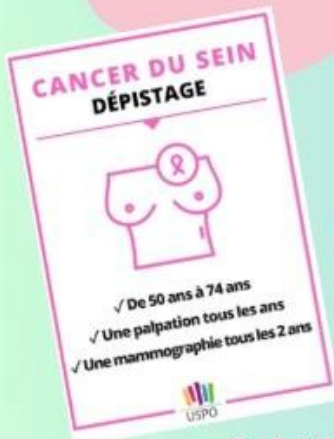 CANCER DU SEIN
DÉPISTAGE
√ De 50 ans à 74 ans
√ Une palpation tous les ans
√ Une mammographie tous les 2 ans
USPO